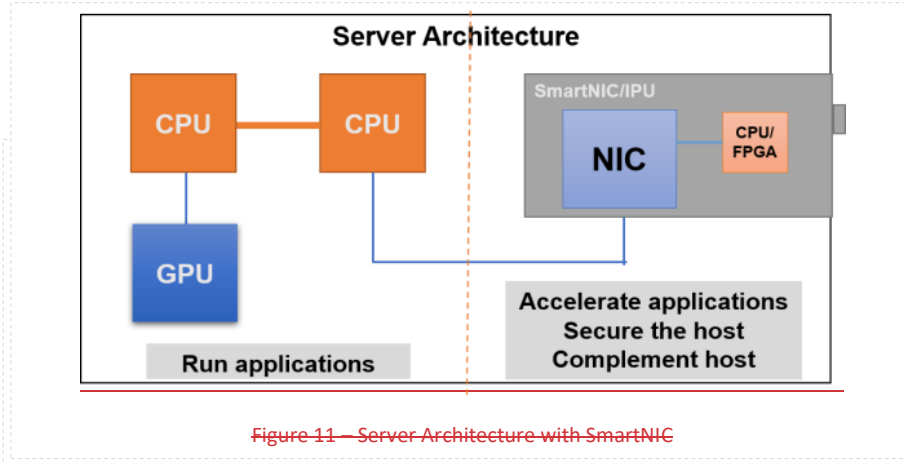 Server Architecture
CPU
CPU
GPU
Run applications
SmartNIC/IPU
NIC
CPU/
FPGA
Accelerate applications
Secure the host
Complement host
Figure 11 – Server Architecture with SmartNIC